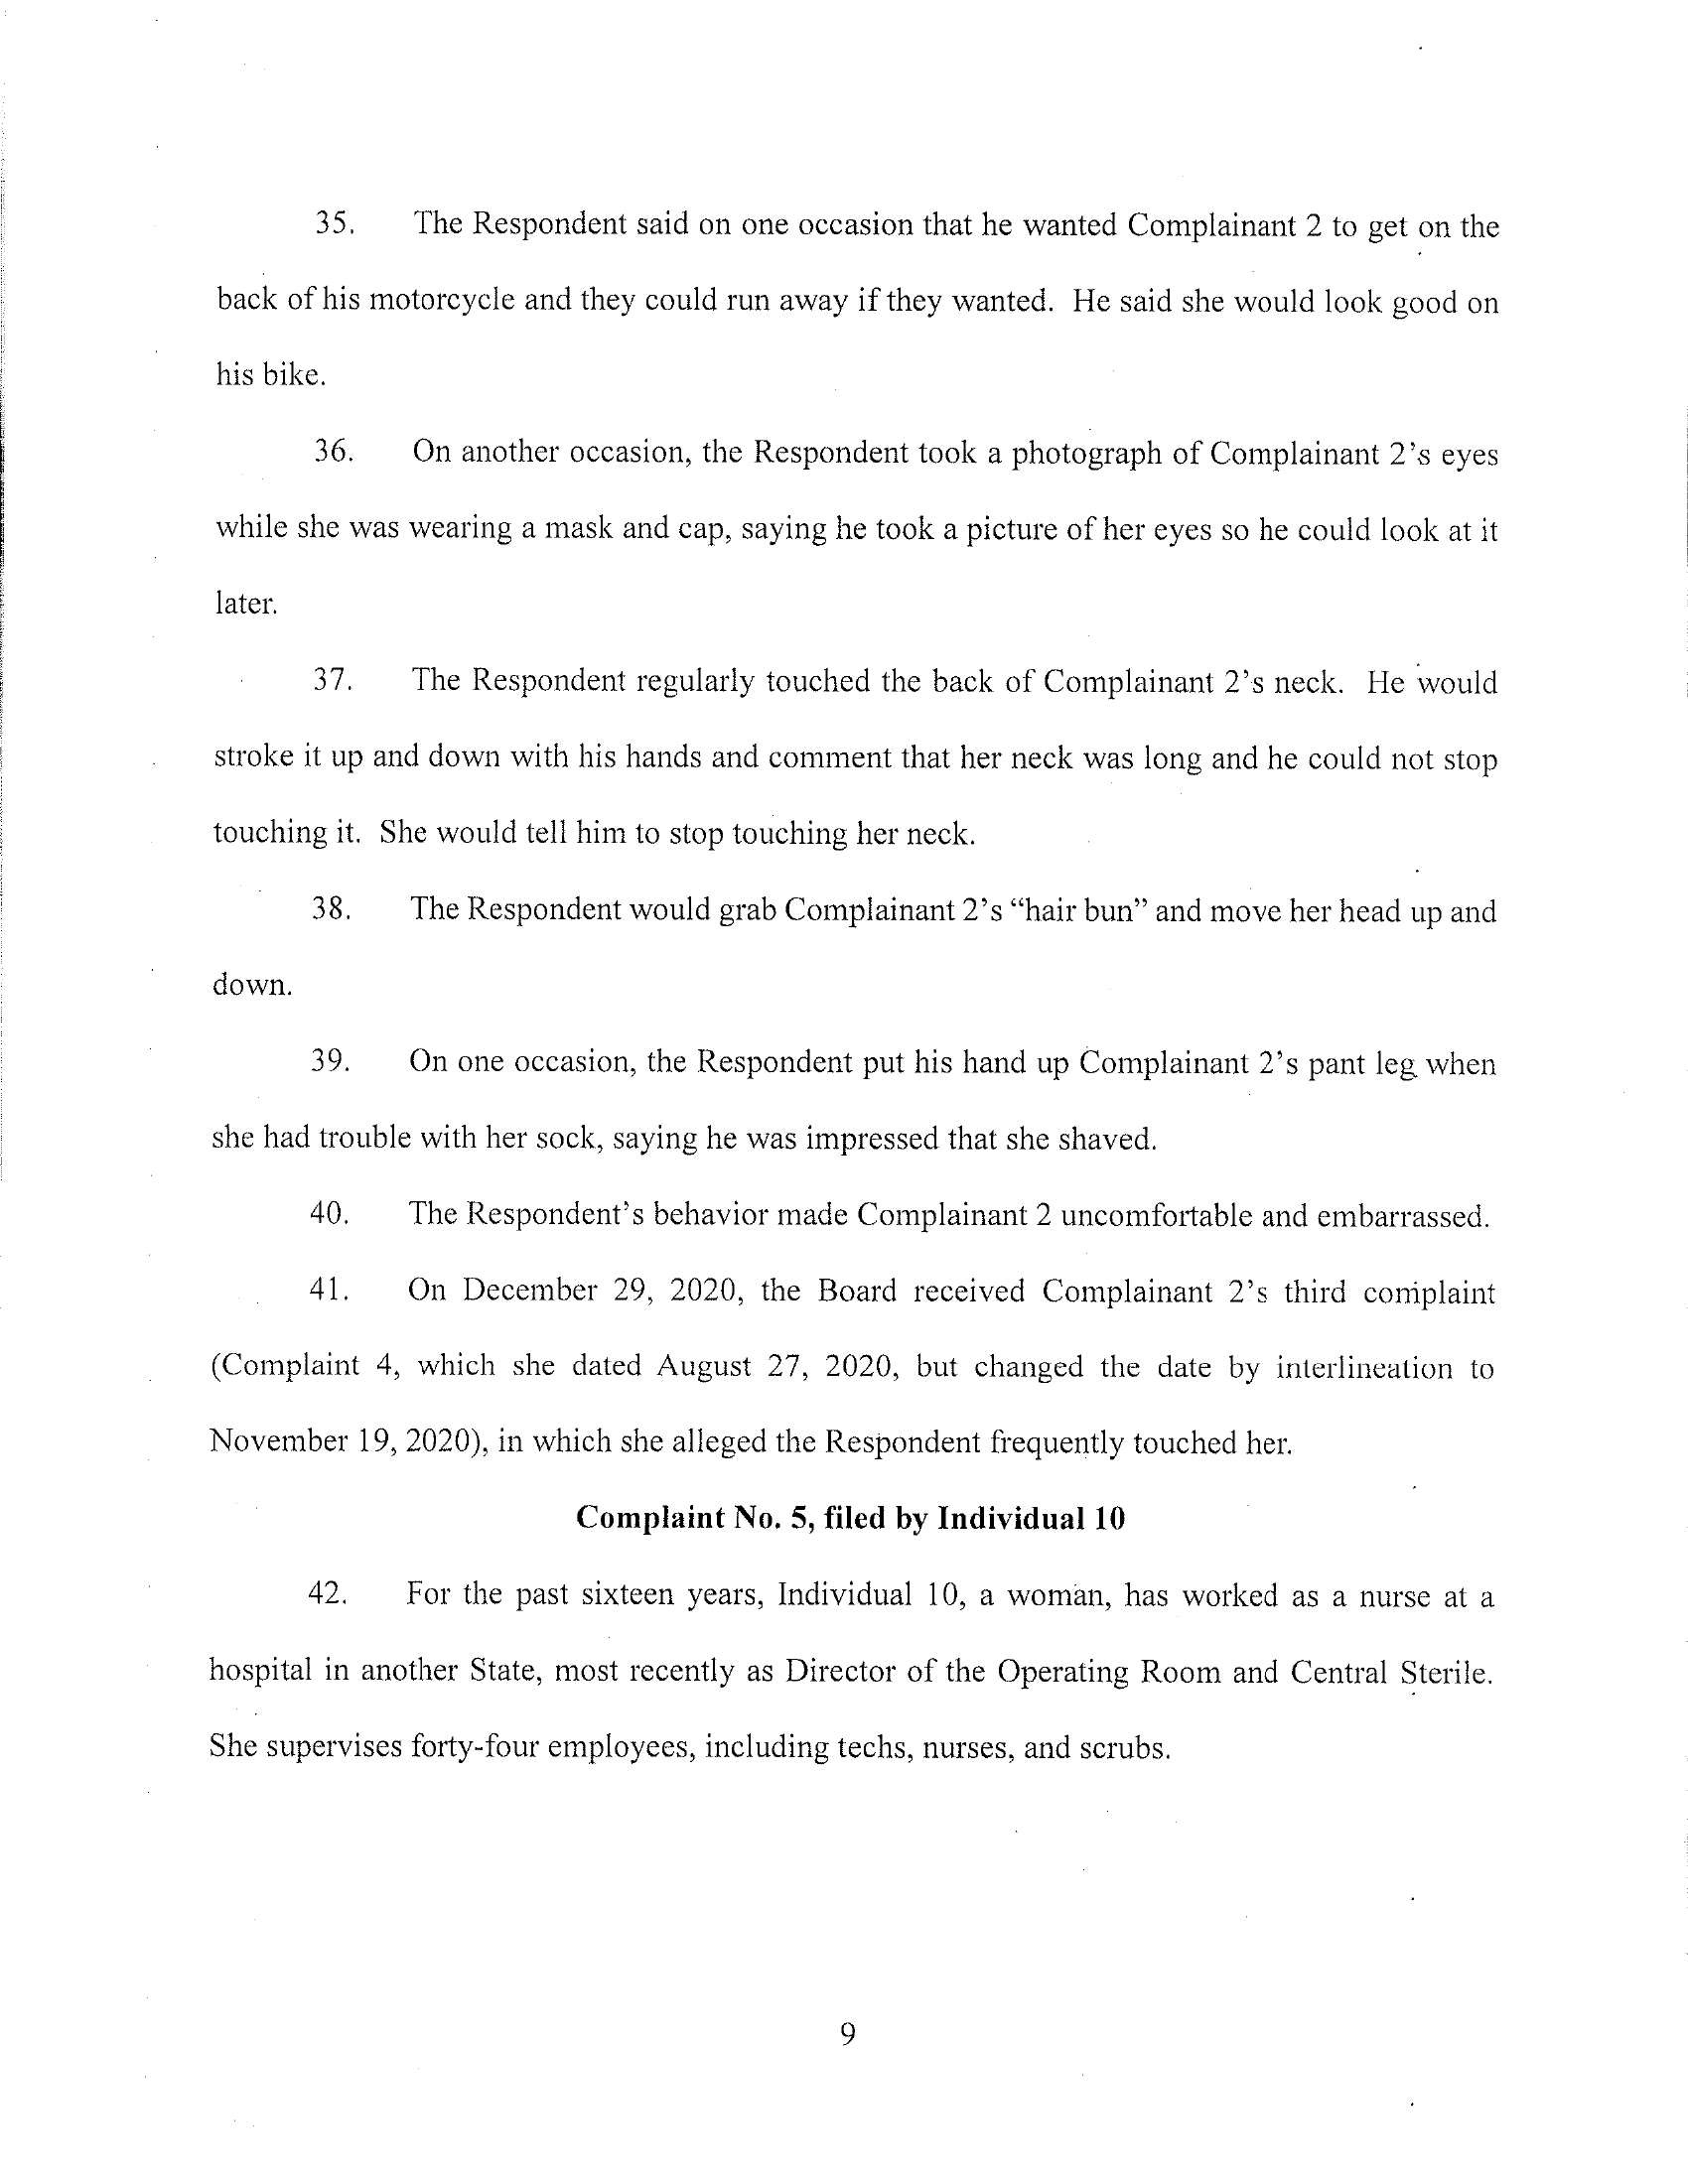 35. The Respondent said on one occasion that he wanted Complainant 2 to get on the
back of his motorcycle and they could run away if they wanted. He said she would look good on
his bike.
36. On another occasion, the Respondent took a photograph of Complainant 2's eyes
while she was wearing a mask and cap, saying he took a picture of her eyes so he could look at it
later.
37. The Respondent regularly touched the back of Complainant 2's neck. He would
stroke it up and down with his hands and comment that her neck was long and he could not stop
touching it. She would tell him to stop touching her neck.
38. The Respondent would grab Complainant 2's “hair bun” and move her head up and
down.
39. On one occasion, the Respondent put his hand up Complainant 2's pant leg when
she had trouble with her sock, saying he was impressed that she shaved.
40. The Respondent's behavior made Complainant 2 uncomfortable and embarrassed.
41. On December 29, 2020, the Board received Complainant 2's third complaint
(Complaint 4, which she dated August 27, 2020, but changed the date by interlineation to
November 19, 2020), in which she alleged the Respondent frequently touched her.
Complaint No. 5, filed by Individual 10
42. For the past sixteen years, Individual 10, a woman, has worked as a nurse at a
hospital in another State, most recently as Director of the Operating Room and Central Sterile.
She supervises forty-four employees, including techs, nurses, and scrubs.
9